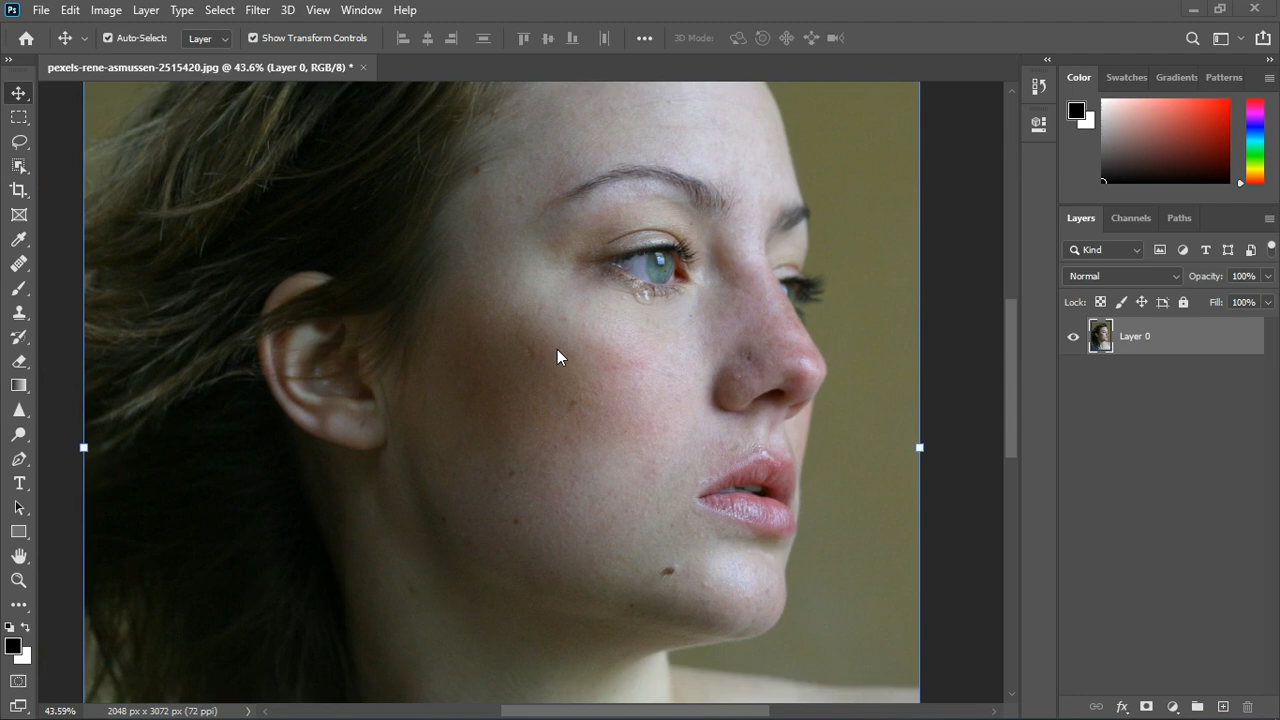 Ps File Edit Image Layer Type Select Filter 3D View Window Help
Auto-Select: Layer Show Transform Controls 3D Mode:
pexels-rene-asmussen-2515420.jpg @ 43.6% (Layer 0, RGB/8) *
Color Swatches Gradients Patterns
Layers Channels Paths
Kind
Normal Opacity: 100%
Lock: Fill: 100%
Layer 0
43.59% 2048 px x 3072 px (72 ppi)